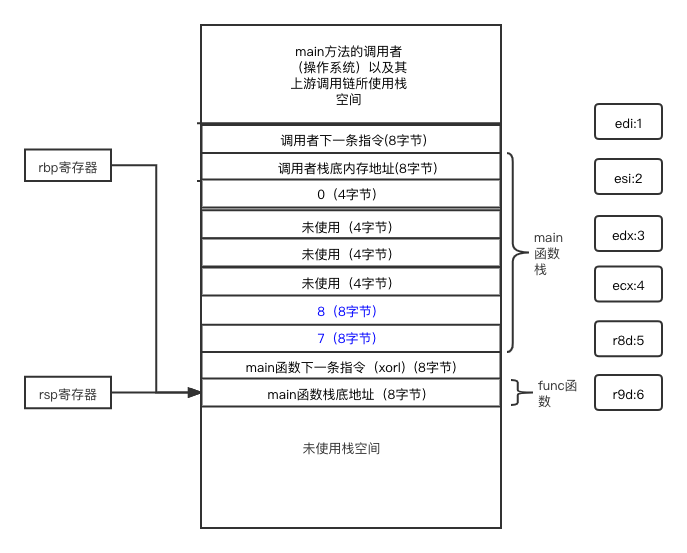 main方法的调用者
（操作系统）以及其
上游调用链所使用栈
空间
调用者下一条指令(8字节)
调用者栈底内存地址(8字节)
0（4字节)
未使用（4字节）
未使用（4字节）
未使用（4字节）
8（8字节）
7（8字节）
main函数下一条指令（xorl）(8字节)
main函数栈底地址（8字节）
未使用栈空间
rbp寄存器
rsp寄存器
main
函数
栈
func函
数
edi:1
esi:2
edx:3
ecx:4
r8d:5
r9d:6